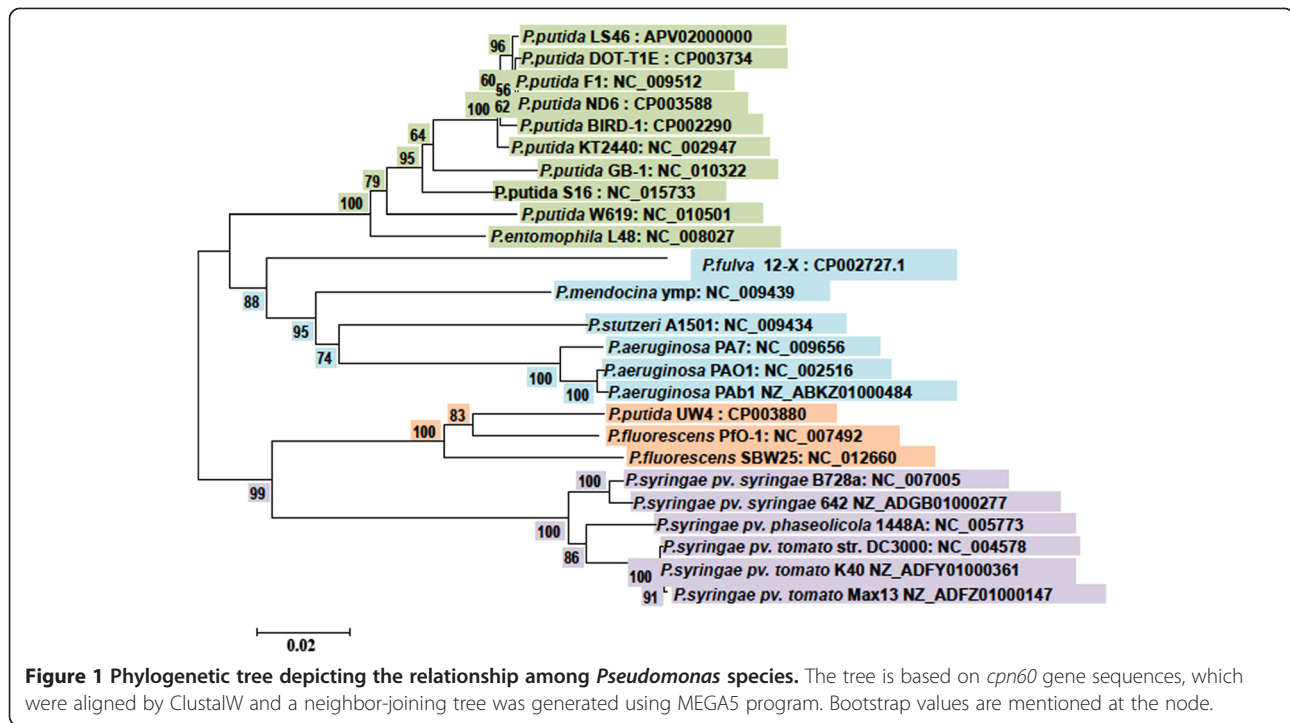 96
P.putida LS46 : APV02000000
P.putida DOT-T1E : CP003734
60
56
P.putida F1: NC_009512
100
62
P.putida ND6 : CP003588
P.putida BIRD-1: CP002290
64
P.putida KT2440: NC_002947
95
P.putida GB-1: NC_010322
79
P.putida S16 : NC_015733
100
P.putida W619: NC_010501
P.entomophila L48: NC_008027
P.fulva 12-X : CP002727.1
88
P.mendocina ymp: NC_009439
95
P.stutzeri A1501: NC_009434
74
P.aeruginosa PA7: NC_009656
100
P.aeruginosa PAO1: NC_002516
100
P.aeruginosa PAb1 NZ_ABKZ01000484
83
P.putida UW4 : CP003880
100
P.fluorescens PfO-1: NC_007492
P.fluorescens SBW25: NC_012660
99
100
P.syringae pv. syringae B728a: NC_007005
P.syringae pv. syringae 642 NZ_ADGB01000277
100
P.syringae pv. phaseolicola 1448A: NC_005773
86
P.syringae pv. tomato str. DC3000: NC_004578
100
P.syringae pv. tomato K40 NZ_ADFY01000361
91
P.syringae pv. tomato Max13 NZ_ADFZ01000147
0.02
Figure 1 Phylogenetic tree depicting the relationship among Pseudomonas species. The tree is based on cpn60 gene sequences, which
were aligned by ClustalW and a neighbor-joining tree was generated using MEGA5 program. Bootstrap values are mentioned at the node.